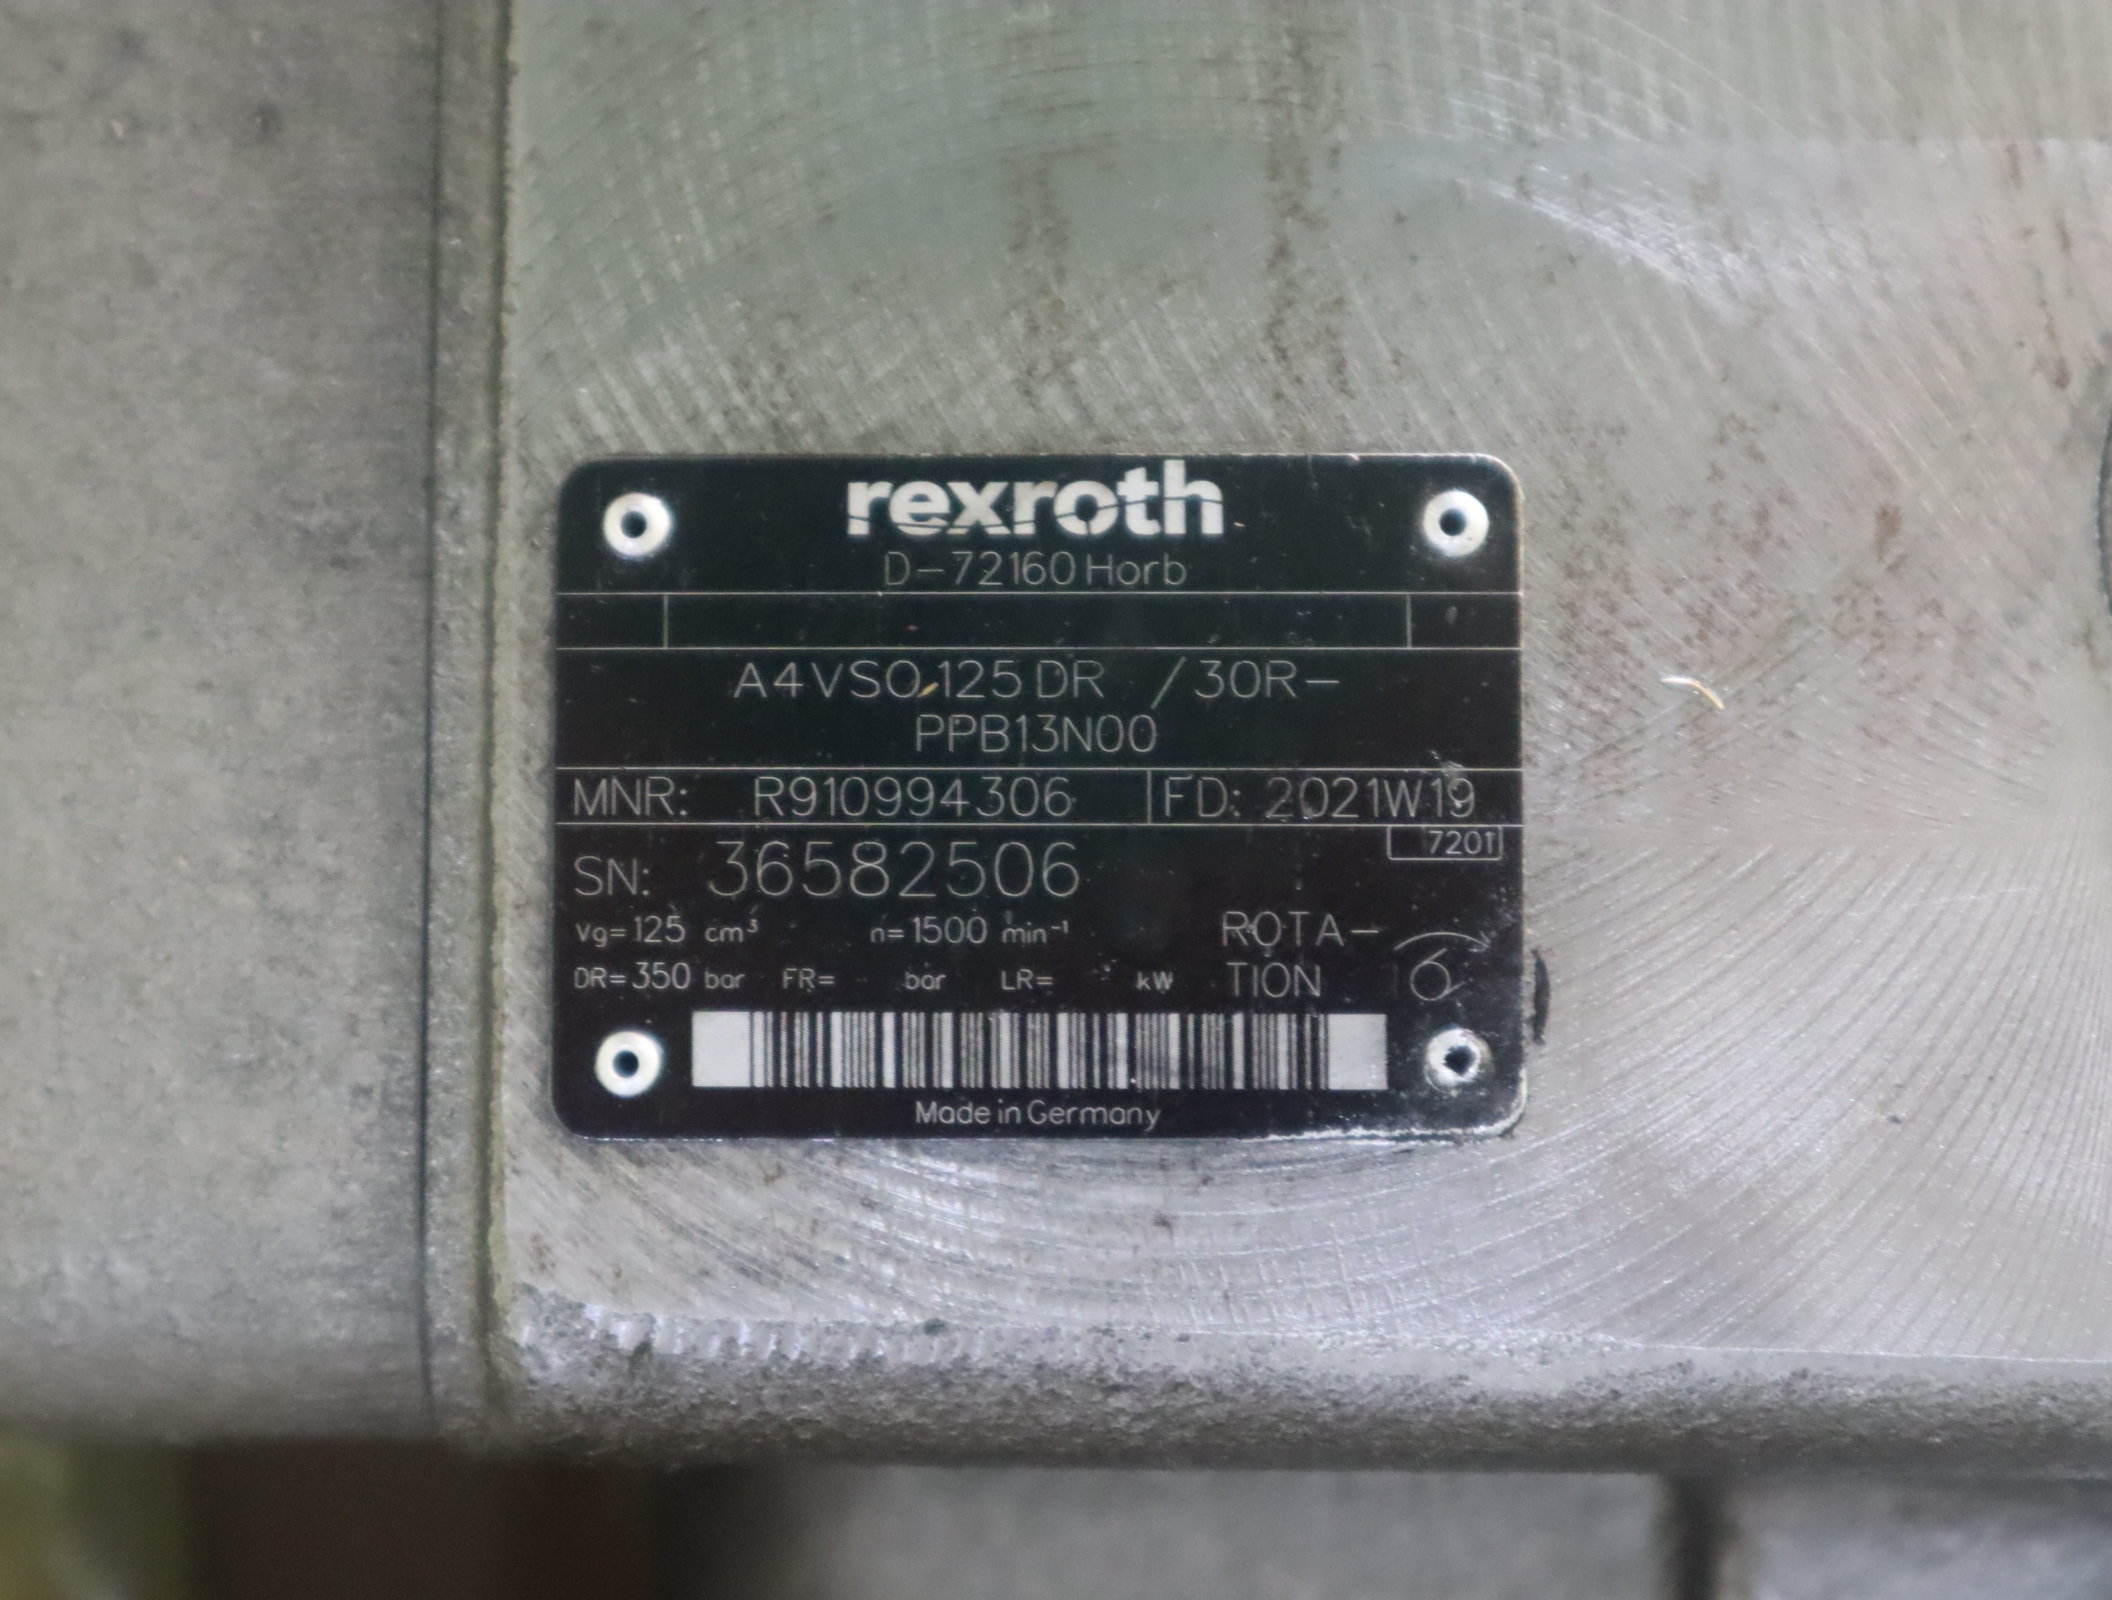 rexroth
D-72160 Horb
A4VSO 125 DR /30R-
PPB13N00
MNR: R910994306 FD: 2021W19
7201
SN: 36582506
Vg=125 cm³ n=1500 min⁻¹ ROTA-
DR=350 bar FR= bar LR= kW TION
Made in Germany